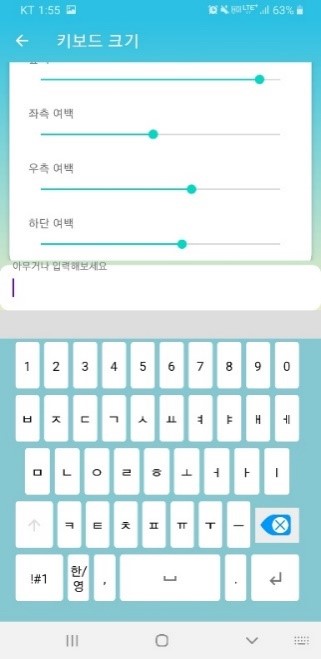 KT 1:55 LTE+ 63%
키보드 크기
좌측 여백
우측 여백
하단 여백
아무거나 입력해보세요
1 2 3 4 5 6 7 8 9 0
ㅂ ㅈ ㄷ ㄱ ㅅ ㅛ ㅕ ㅑ ㅐ ㅔ
ㅁ ㄴ ㅇ ㄹ ㅎ ㅗ ㅓ ㅏ ㅣ
ㅋ ㅌ ㅊ ㅍ ㅠ ㅜ ㅡ
!#1 한/영 , .